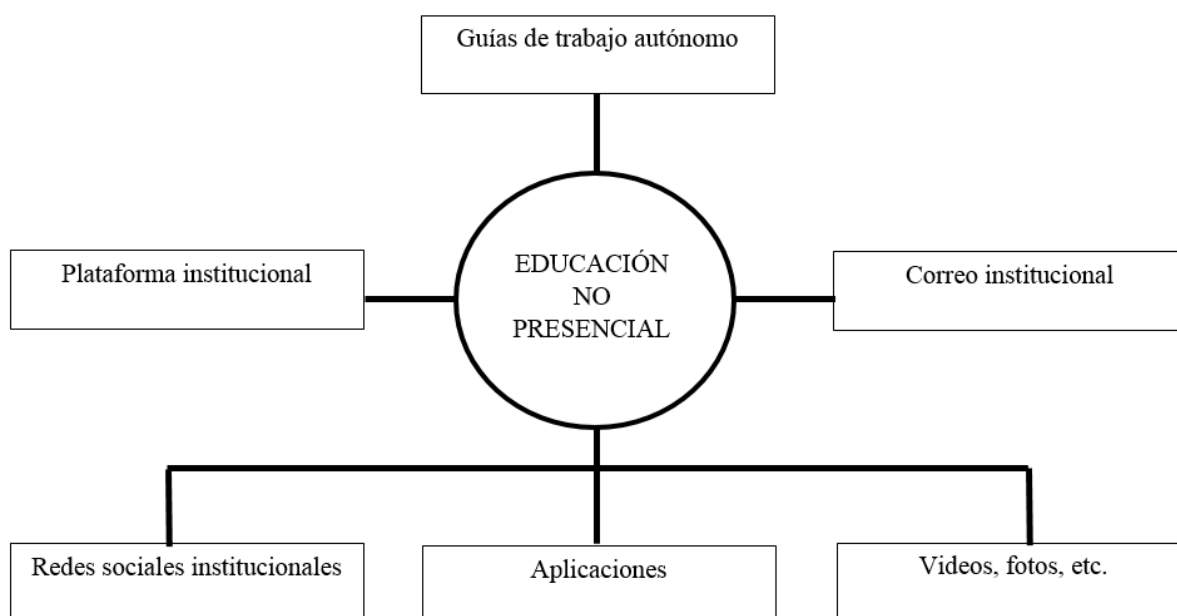 Guías de trabajo autónomo
Plataforma institucional
EDUCACIÓN
NO
PRESENCIAL
Correo institucional
Redes sociales institucionales
Aplicaciones
Videos, fotos, etc.